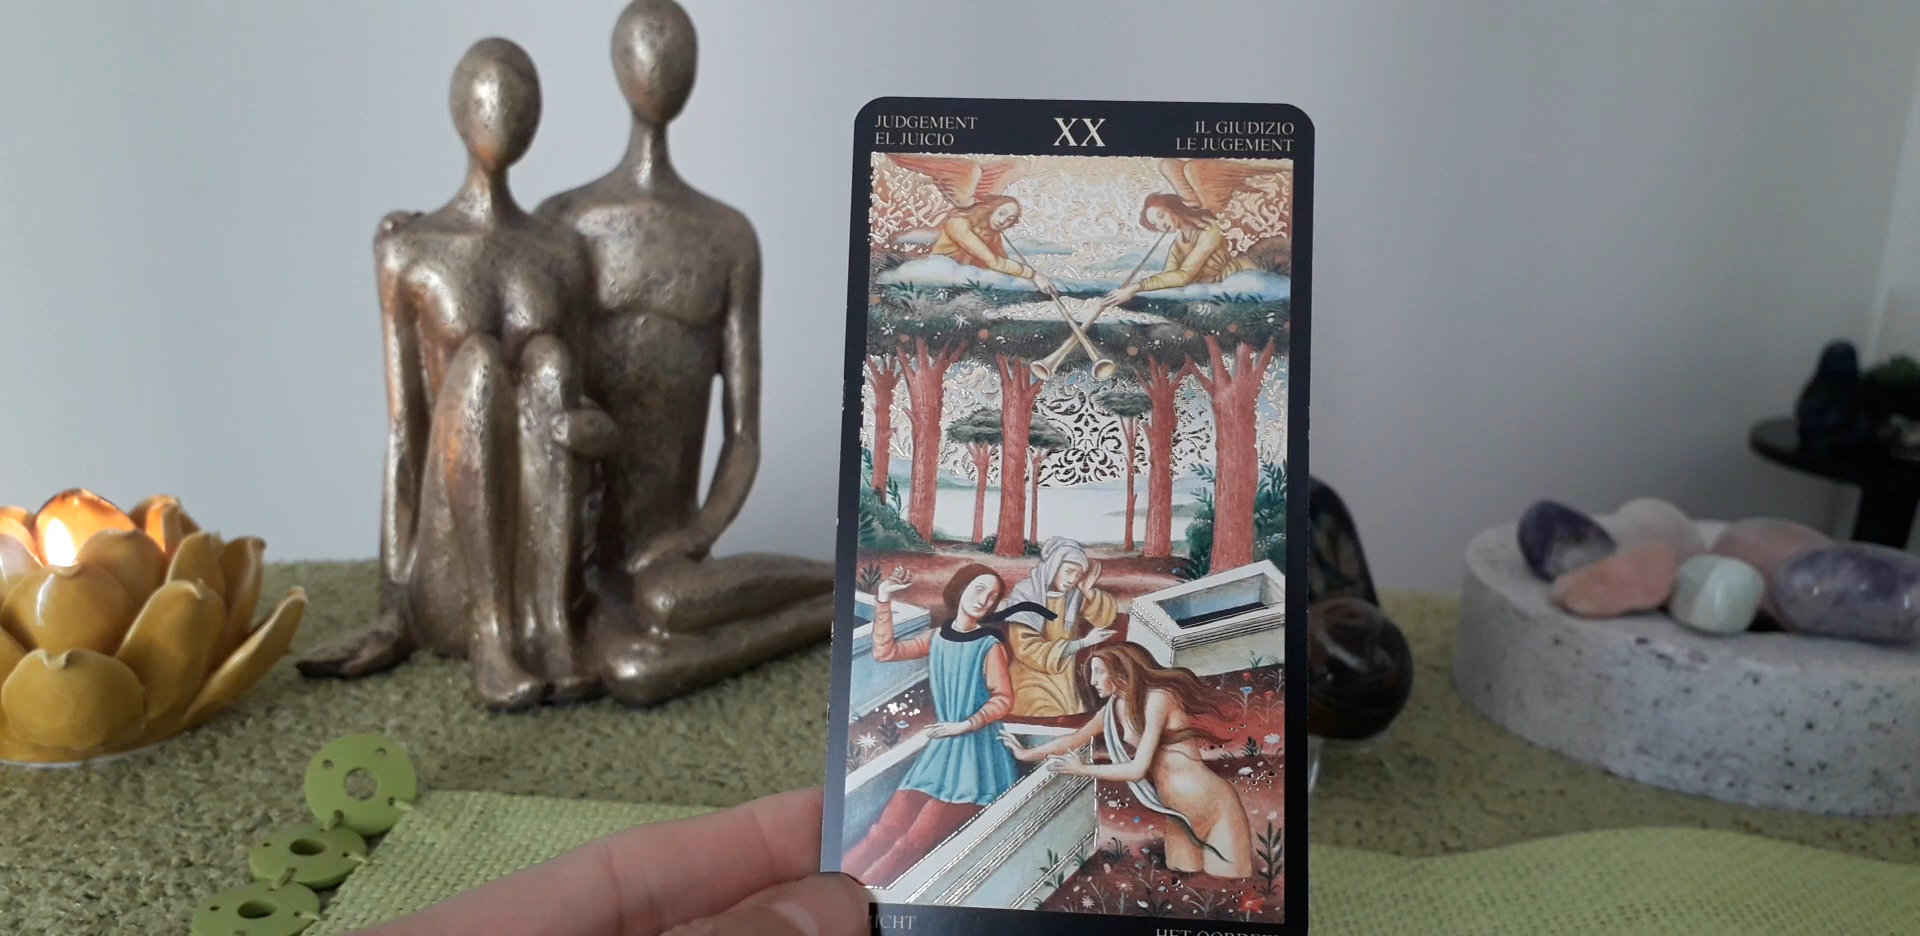 JUDGEMENT
EL JUICIO
XX
IL GIUDIZIO
LE JUGEMENT